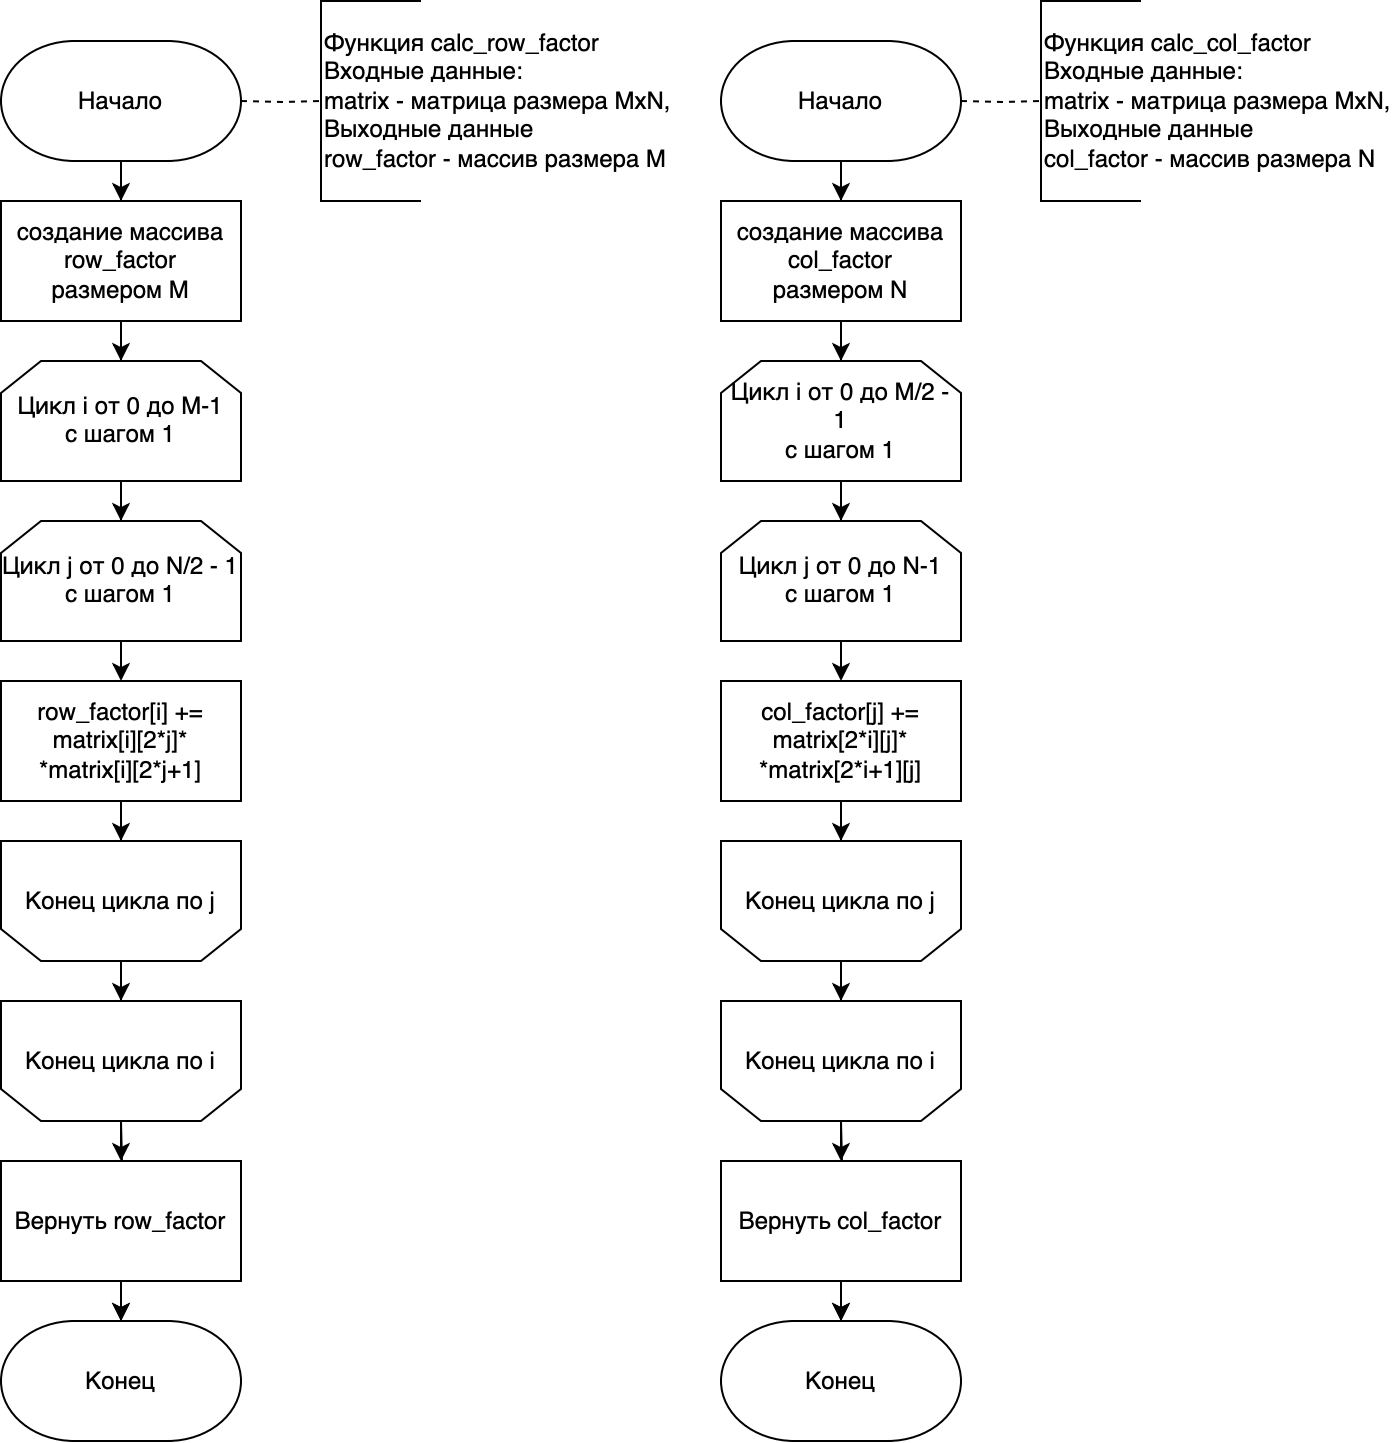 Начало
Функция calc_row_factor
Входные данные:
matrix - матрица размера MxN,
Выходные данные
row_factor - массив размера M
создание массива
row_factor
размером M
Цикл i от 0 до M-1
с шагом 1
Цикл j от 0 до N/2 - 1
с шагом 1
row_factor[i] +=
matrix[i][2*j]*
*matrix[i][2*j+1]
Конец цикла по j
Конец цикла по i
Вернуть row_factor
Конец
Начало
Функция calc_col_factor
Входные данные:
matrix - матрица размера MxN,
Выходные данные
col_factor - массив размера N
создание массива
col_factor
размером N
Цикл i от 0 до M/2 -
1
с шагом 1
Цикл j от 0 до N-1
с шагом 1
col_factor[j] +=
matrix[2*i][j]*
*matrix[2*i+1][j]
Конец цикла по j
Конец цикла по i
Вернуть col_factor
Конец